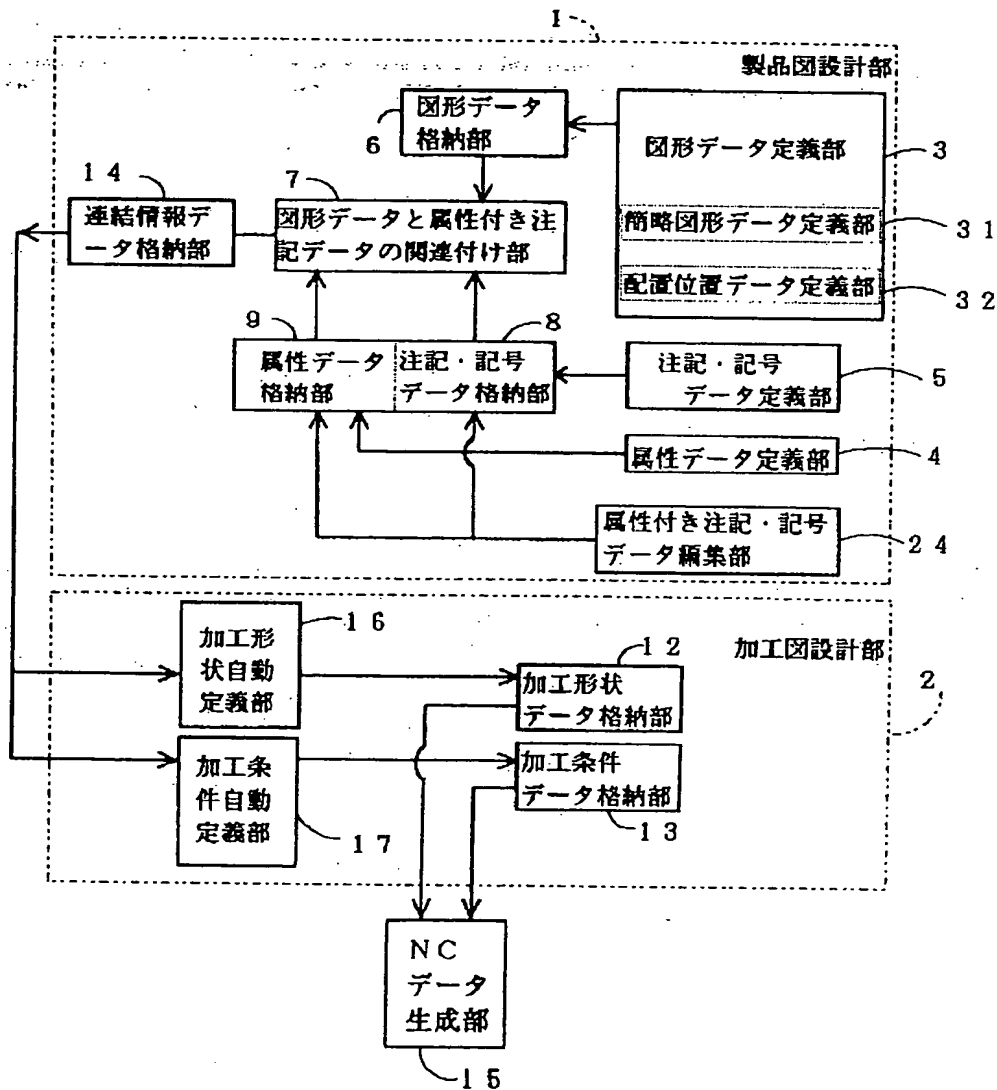 1
製品図設計部
図形データ
格納部
6
図形データ定義部
3
簡略図形データ定義部
31
配置位置データ定義部
32
14
連結情報デ
ータ格納部
7
図形データと属性付き注
記データの関連付け部
9
属性データ
格納部
8
注記・記号
データ格納部
注記・記号
データ定義部
5
属性データ定義部
4
属性付き注記・記号
データ編集部
24
加工図設計部
2
16
加工形
状自動
定義部
12
加工形状
データ格納部
加工条
件自動
定義部
17
加工条件
データ格納部
13
NC
データ
生成部
15